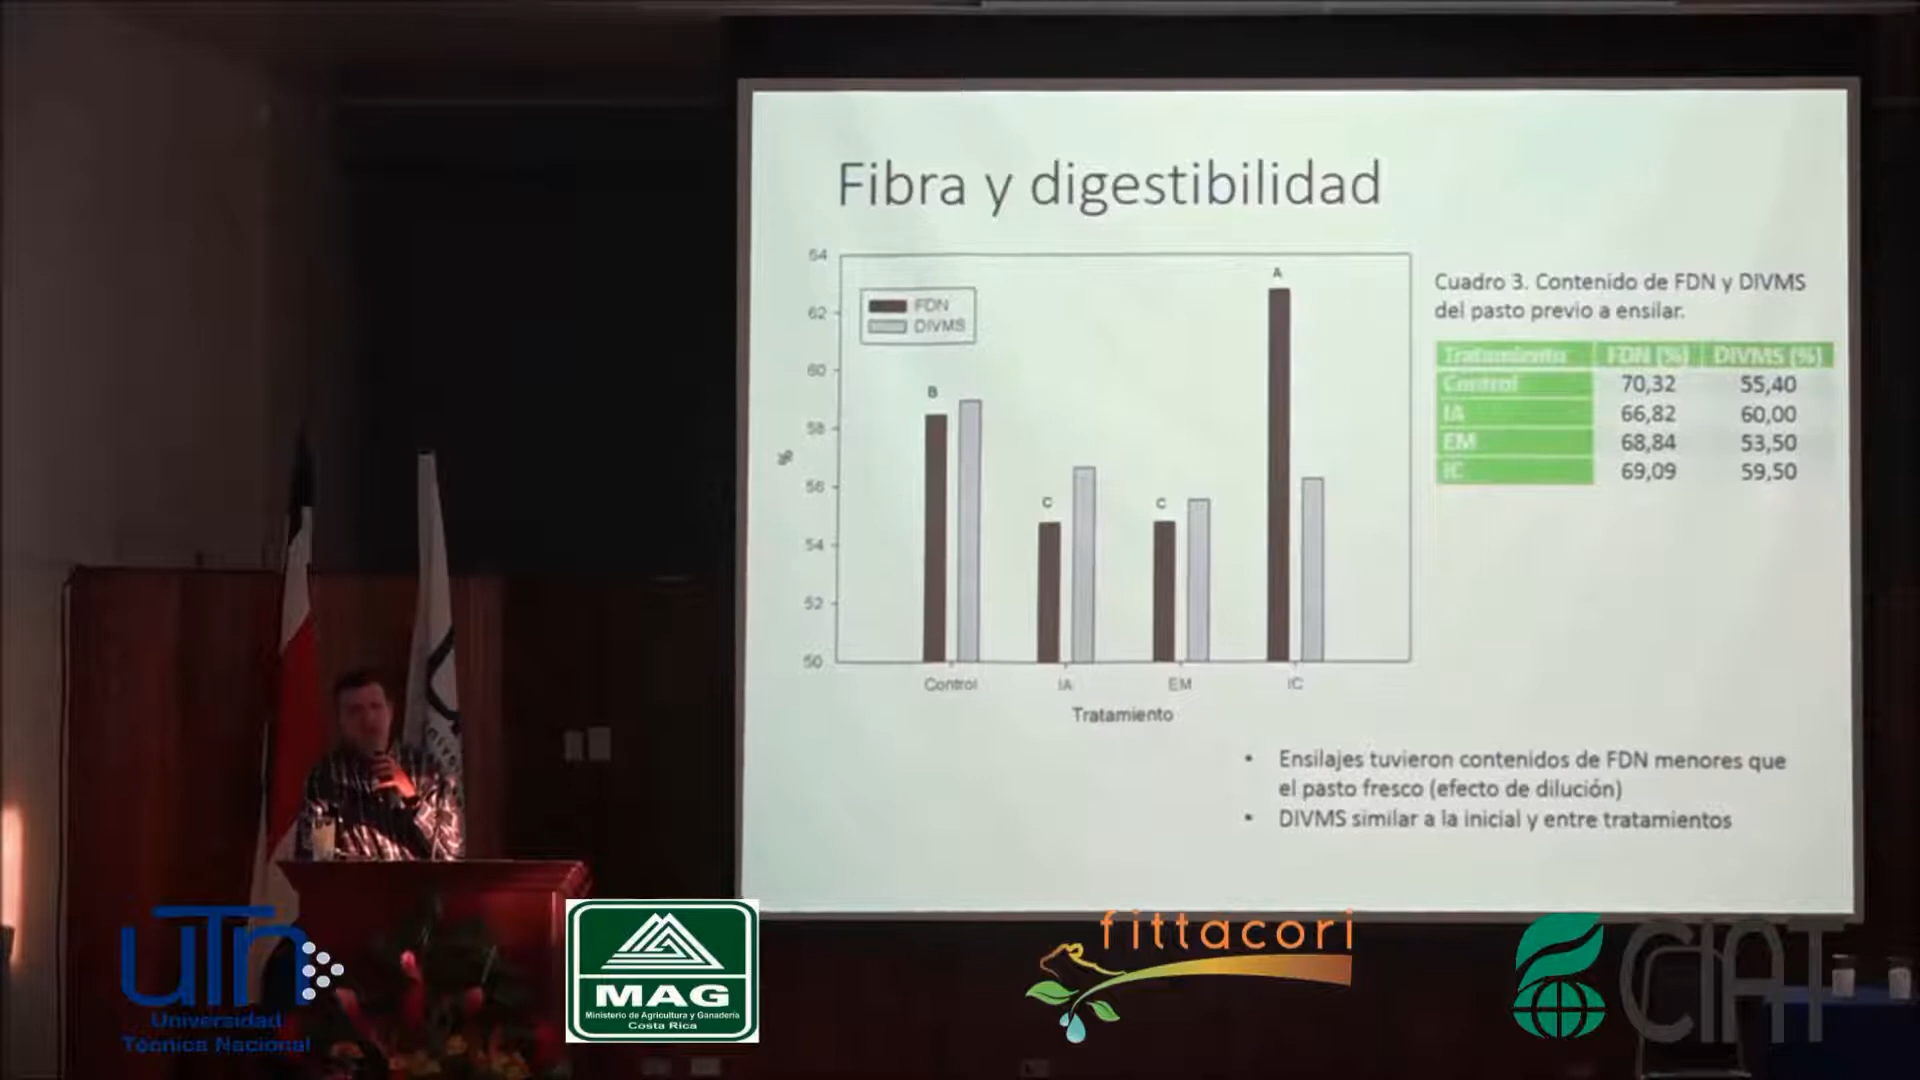 Fibra y digestibilidad
64
62
60
58
56
54
52
50
%
FDN
DIVMS
B
C
C
A
Control
IA
EM
IC
Tratamiento
Cuadro 3. Contenido de FDN y DIVMS
del pasto previo a ensilar.
Tratamiento FDN (%) DIVMS (%)
Control 70,32 55,40
IA 66,82 60,00
EM 68,84 53,50
IC 69,09 59,50
• Ensilajes tuvieron contenidos de FDN menores que
el pasto fresco (efecto de dilución)
• DIVMS similar a la inicial y entre tratamientos
uTn
Universidad
Técnica Nacional
MAG
Ministerio de Agricultura y Ganadería
Costa Rica
fittacori
CIAT